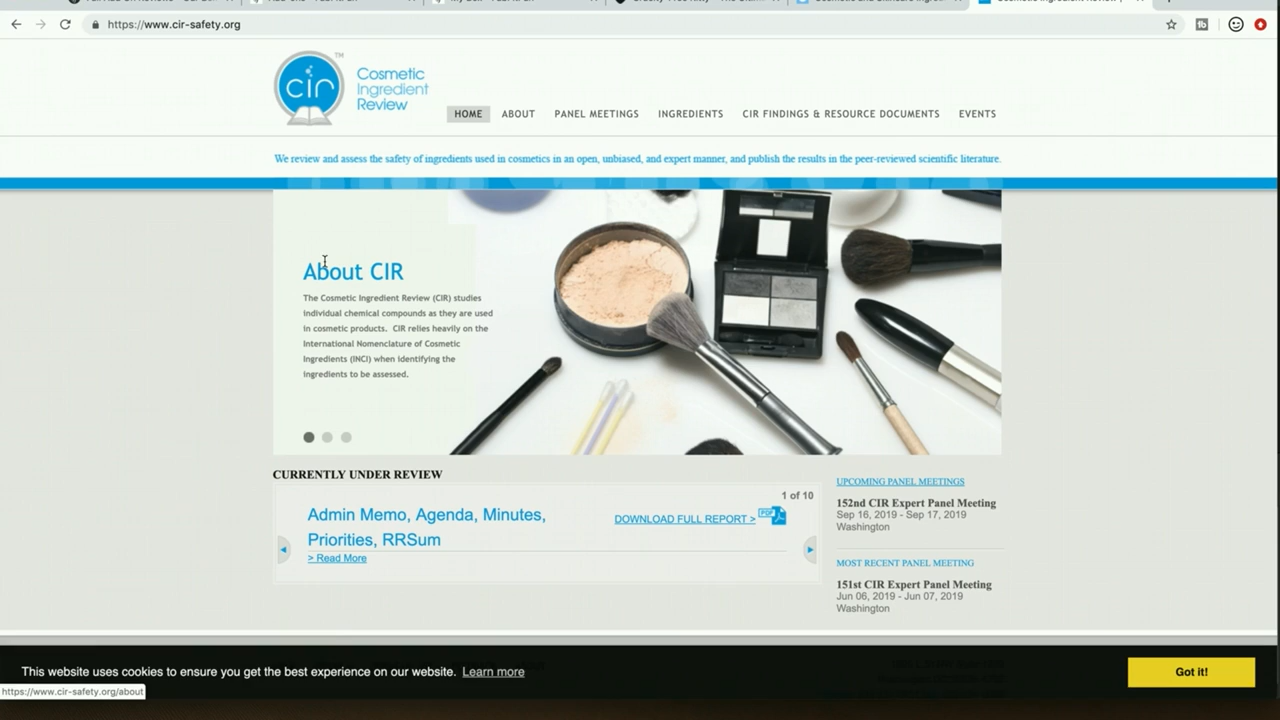 https://www.cir-safety.org
cir
TM
Cosmetic
Ingredient
Review
HOME ABOUT PANEL MEETINGS INGREDIENTS CIR FINDINGS & RESOURCE DOCUMENTS EVENTS
We review and assess the safety of ingredients used in cosmetics in an open, unbiased, and expert manner, and publish the results in the peer-reviewed scientific literature.
About CIR
The Cosmetic Ingredient Review (CIR) studies
individual chemical compounds as they are used
in cosmetic products. CIR relies heavily on the
International Nomenclature of Cosmetic
Ingredients (INCI) when identifying the
ingredients to be assessed.
CURRENTLY UNDER REVIEW
1 of 10
Admin Memo, Agenda, Minutes,
Priorities, RRSum
DOWNLOAD FULL REPORT >
PDF
> Read More
UPCOMING PANEL MEETINGS
152nd CIR Expert Panel Meeting
Sep 16, 2019 - Sep 17, 2019
Washington
MOST RECENT PANEL MEETING
151st CIR Expert Panel Meeting
Jun 06, 2019 - Jun 07, 2019
Washington
This website uses cookies to ensure you get the best experience on our website. Learn more
Got it!
https://www.cir-safety.org/about